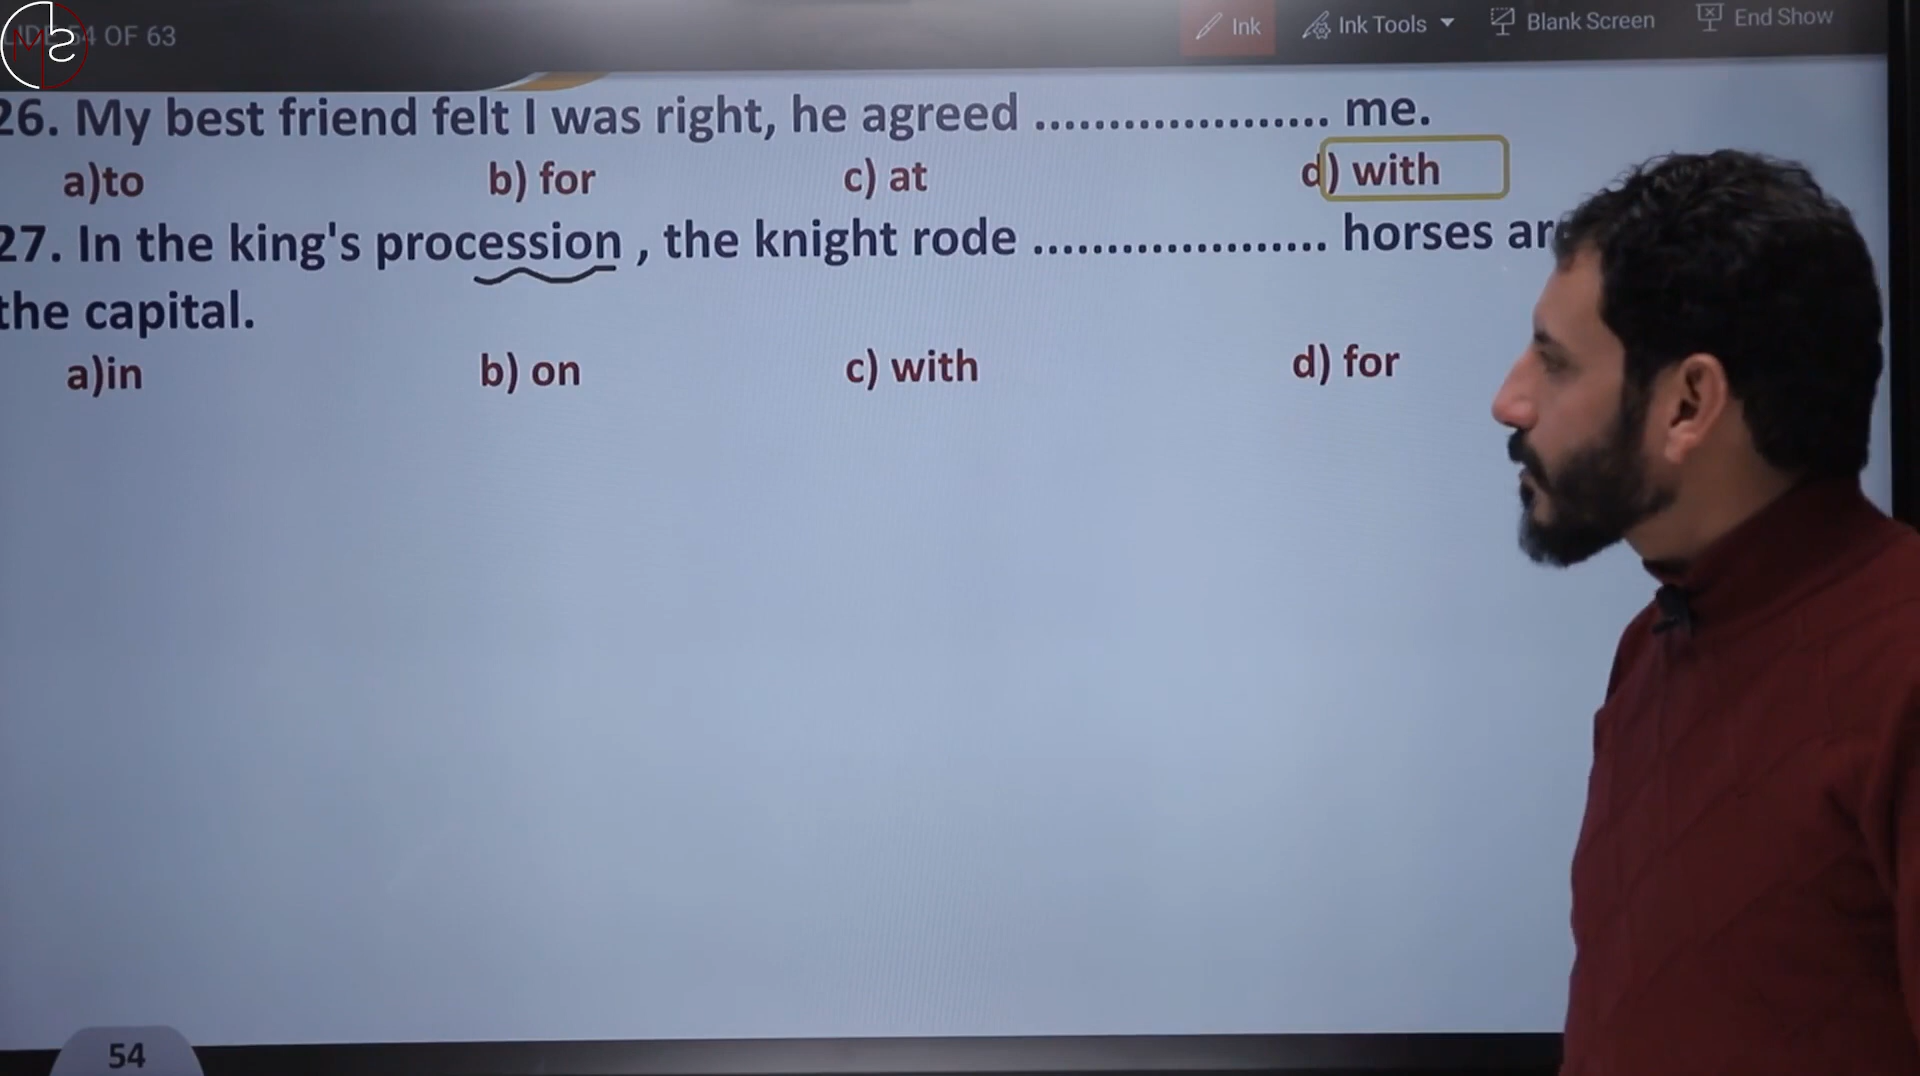 54 OF 63
Ink
Ink Tools
Blank Screen
End Show
26. My best friend felt I was right, he agreed .................... me.
a)to b) for c) at d) with
27. In the king's procession , the knight rode .................... horses
the capital.
a)in b) on c) with d) for
54